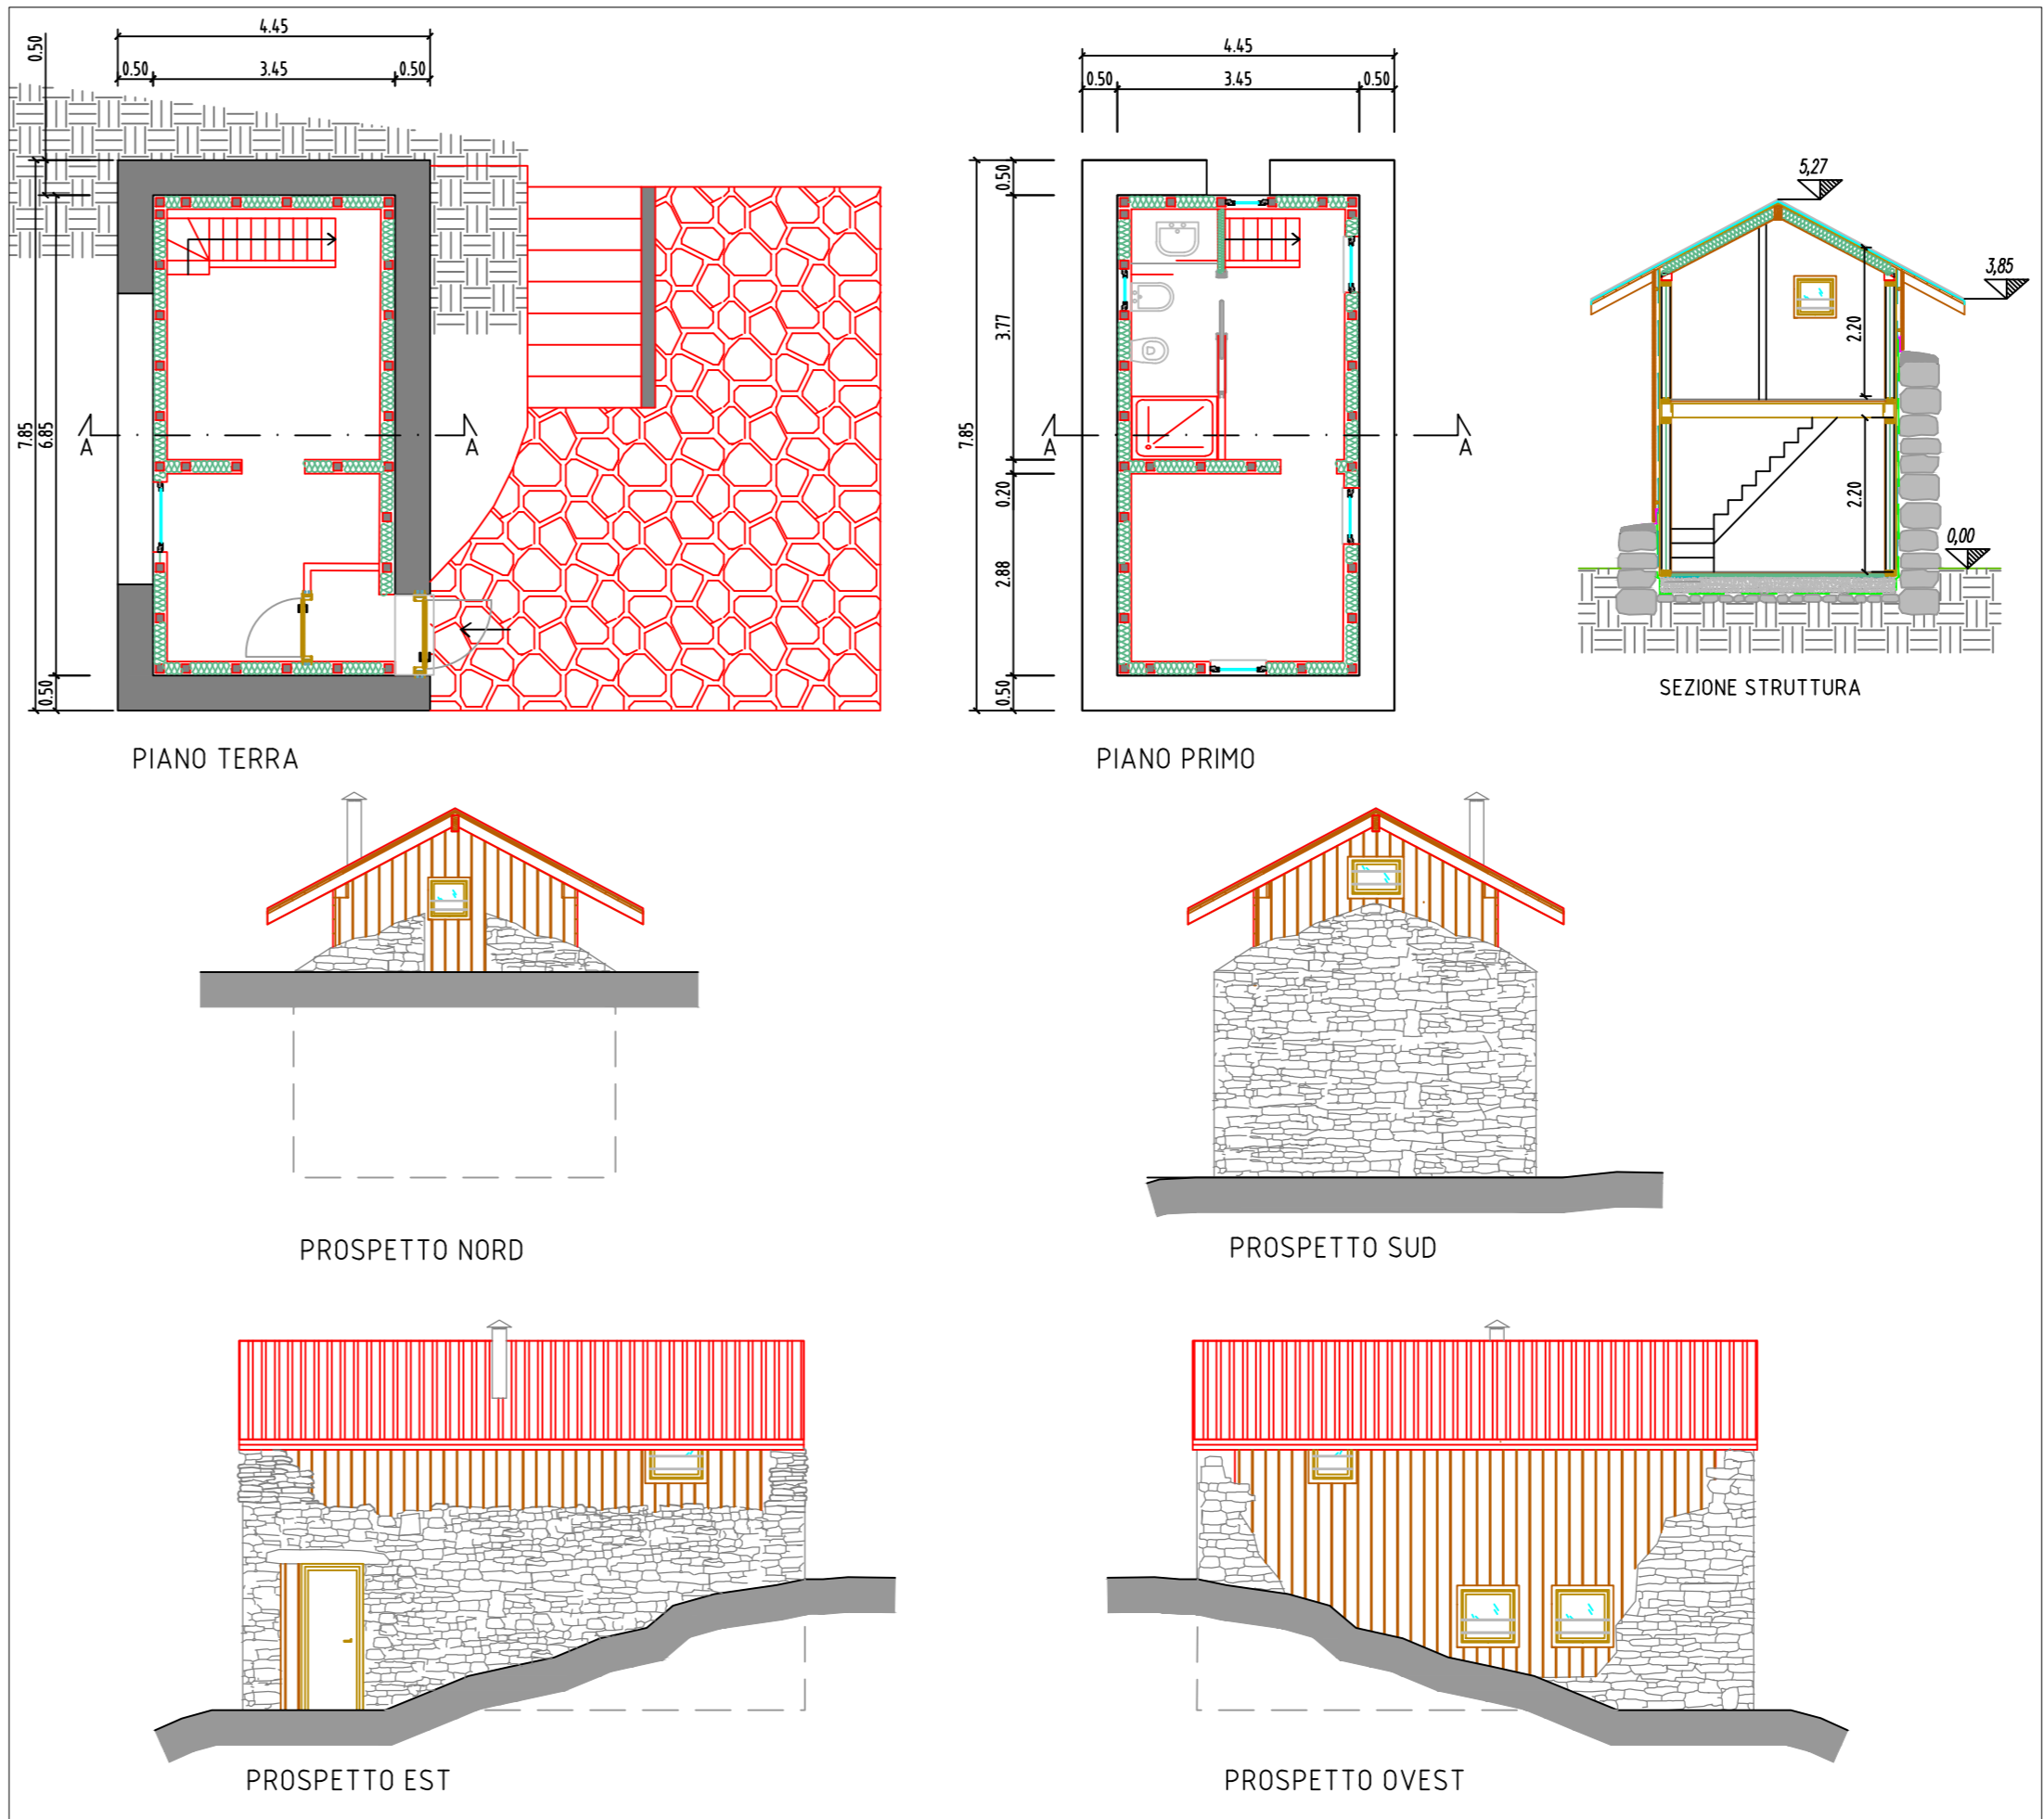 4.45
0.50
0.50 3.45 0.50
7.85
6.85
0.50
A A
PIANO TERRA
4.45
0.50 3.45 0.50
0.50
3.77
7.85
0.20
2.88
0.50
A A
PIANO PRIMO
5,27
3,85
2.20
2.20
0,00
SEZIONE STRUTTURA
PROSPETTO NORD
PROSPETTO SUD
PROSPETTO EST
PROSPETTO OVEST